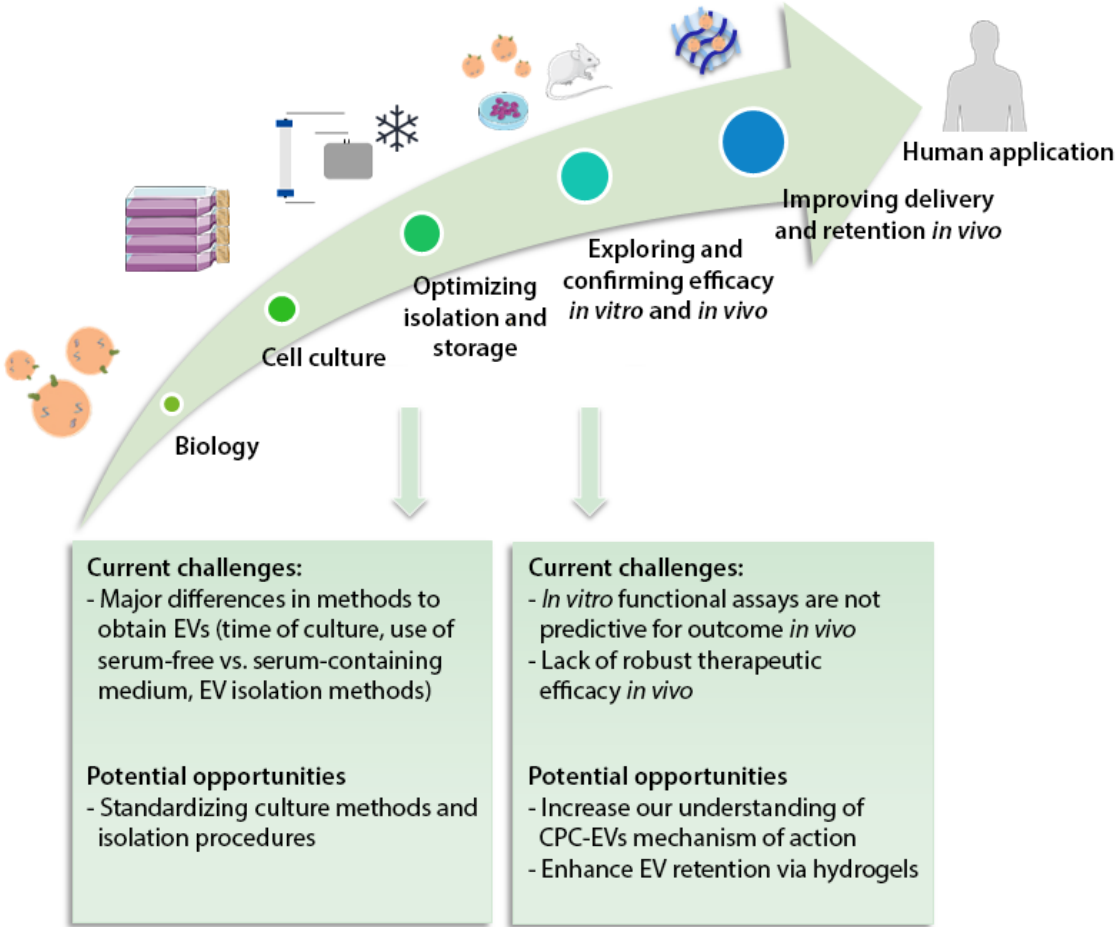 Human application
Improving delivery
and retention in vivo
Exploring and
confirming efficacy
in vitro and in vivo
Optimizing
isolation and
storage
Cell culture
Biology
Current challenges:
- Major differences in methods to
obtain EVs (time of culture, use of
serum-free vs. serum-containing
medium, EV isolation methods)
Potential opportunities
- Standardizing culture methods and
isolation procedures
Current challenges:
- In vitro functional assays are not
predictive for outcome in vivo
- Lack of robust therapeutic
efficacy in vivo
Potential opportunities
- Increase our understanding of
CPC-EVs mechanism of action
- Enhance EV retention via hydrogels